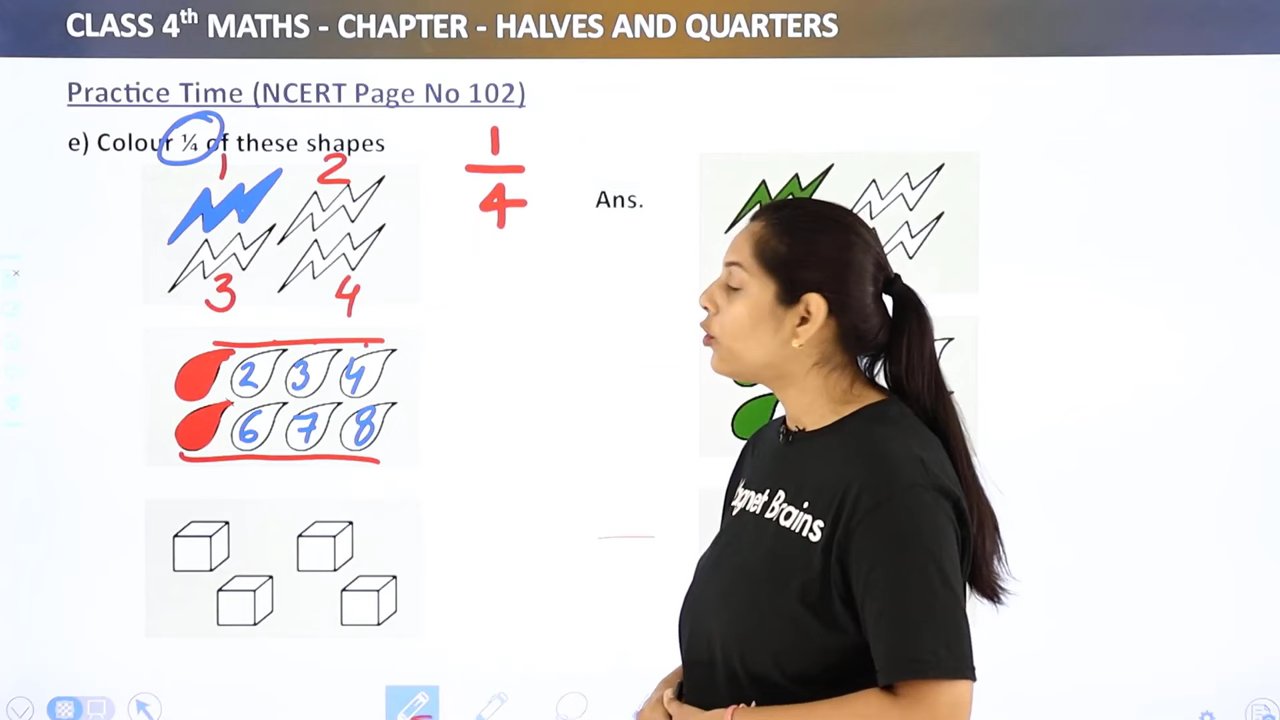 CLASS 4th MATHS - CHAPTER - HALVES AND QUARTERS
Practice Time (NCERT Page No 102)
e) Colour ¼ of these shapes
1 2
3 4
1
4
Ans.
2 3 4
6 7 8
gnet Brains